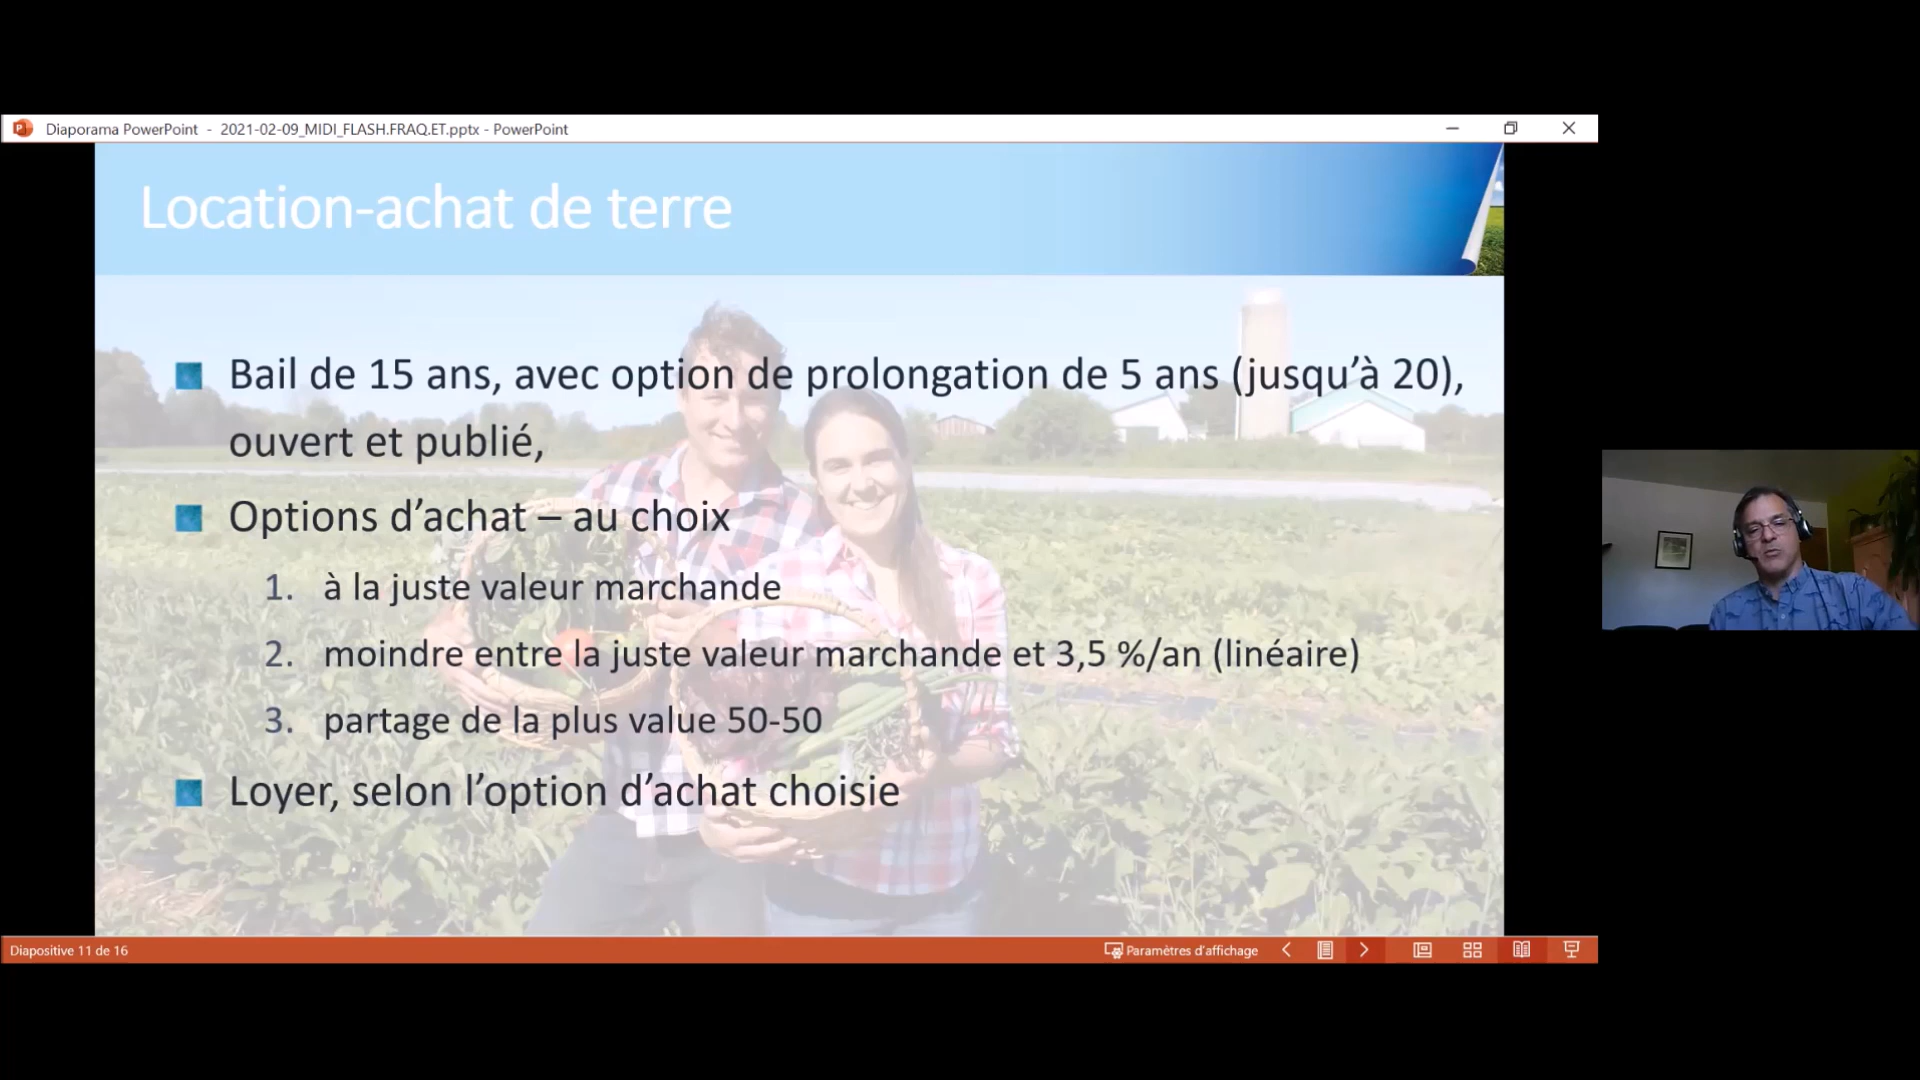 Diaporama PowerPoint - 2021-02-09_MIDI_FLASH.FRAQ.ET.pptx - PowerPoint
Location-achat de terre
Bail de 15 ans, avec option de prolongation de 5 ans (jusqu’à 20),
ouvert et publié,
Options d’achat – au choix
1. à la juste valeur marchande
2. moindre entre la juste valeur marchande et 3,5 %/an (linéaire)
3. partage de la plus value 50-50
Loyer, selon l’option d’achat choisie
Diapositive 11 de 16
Paramètres d'affichage